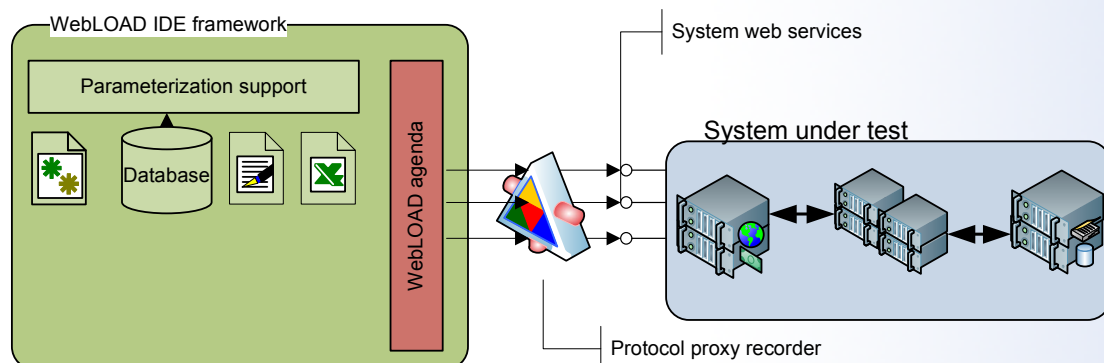 WebLOAD IDE framework
System web services
Parameterization support
System under test
Database
WebLOAD agenda
Protocol proxy recorder